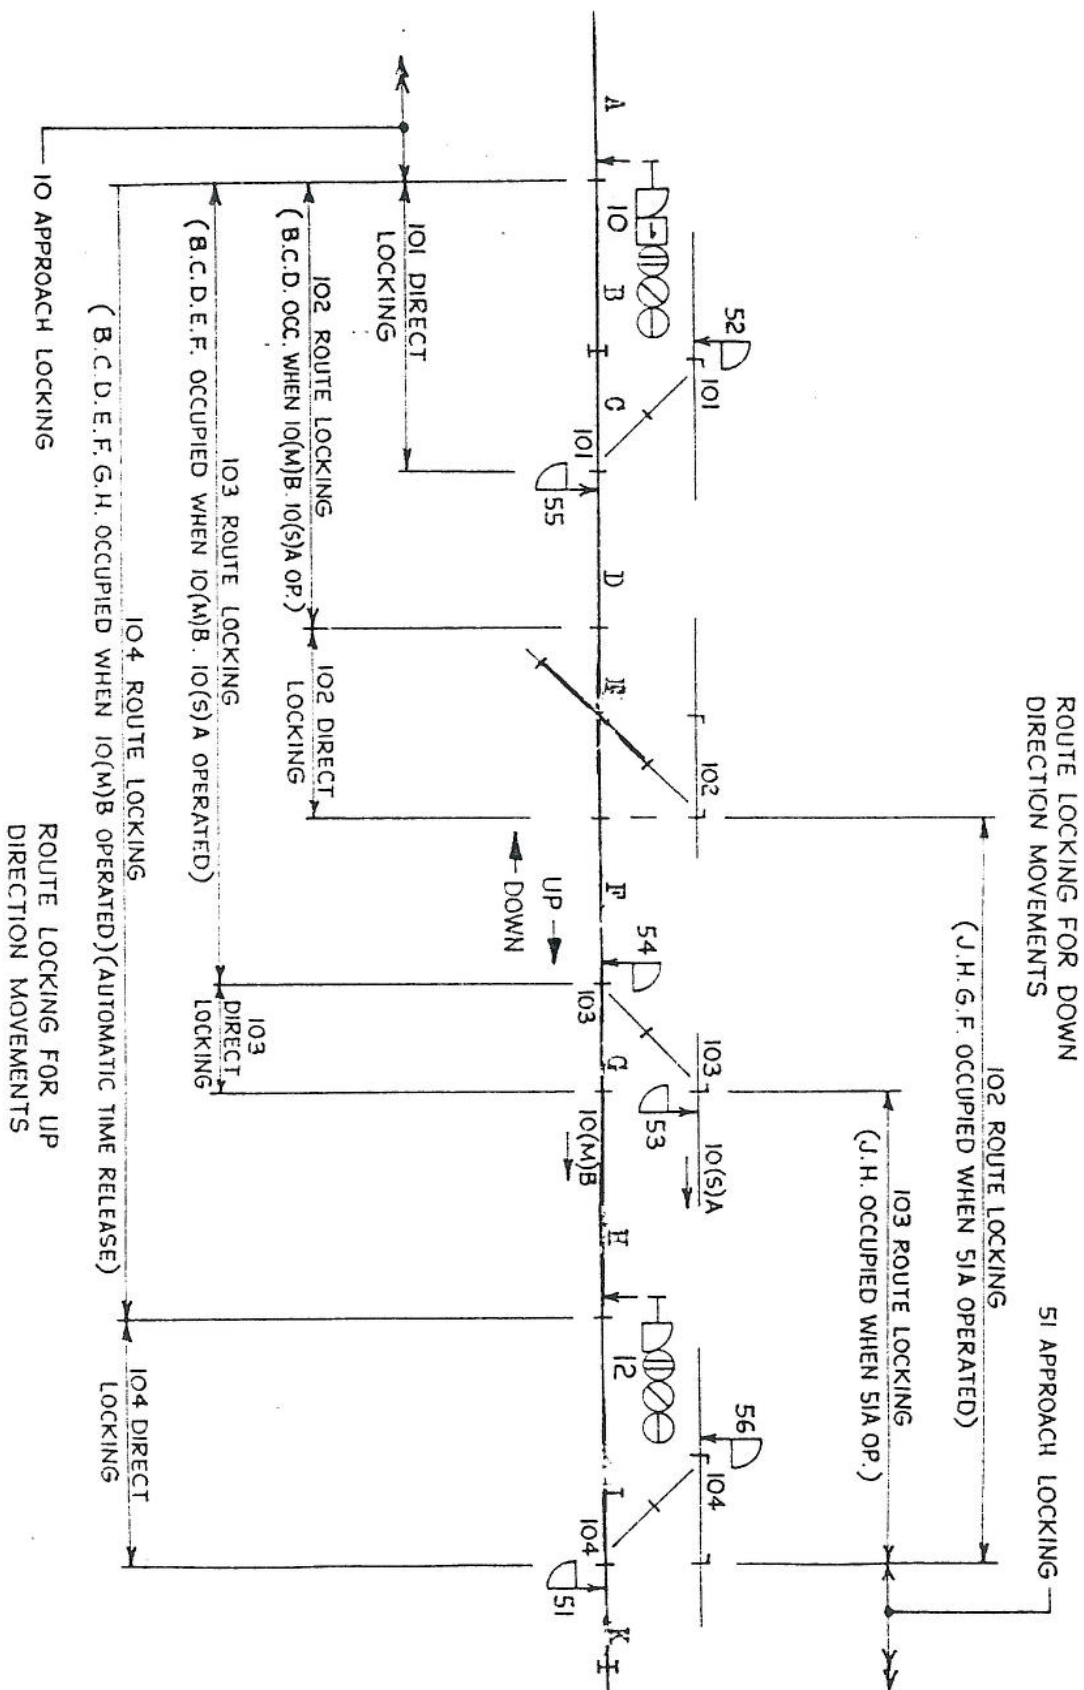 ROUTE LOCKING FOR DOWN
DIRECTION MOVEMENTS
51 APPROACH LOCKING
102 ROUTE LOCKING
(J.H.G.F. OCCUPIED WHEN 51A OPERATED)
103 ROUTE LOCKING
(J.H. OCCUPIED WHEN 51A OP.)
52
101
102
103
53
10(S)A
56
104
A
10
B
C
D
E
F
G
H
12
I
K
101
55
54
103
10(M)B
104
51
UP
DOWN
101 DIRECT
LOCKING
102 ROUTE LOCKING
(B.C.D. OCC. WHEN 10(M)B. 10(S)A OP.)
102 DIRECT
LOCKING
103 ROUTE LOCKING
(B.C.D.E.F. OCCUPIED WHEN 10(M)B. 10(S)A OPERATED)
103
DIRECT
LOCKING
104 ROUTE LOCKING
(B.C.D.E.F.G.H. OCCUPIED WHEN 10(M)B OPERATED)(AUTOMATIC TIME RELEASE)
104 DIRECT
LOCKING
10 APPROACH LOCKING
ROUTE LOCKING FOR UP
DIRECTION MOVEMENTS